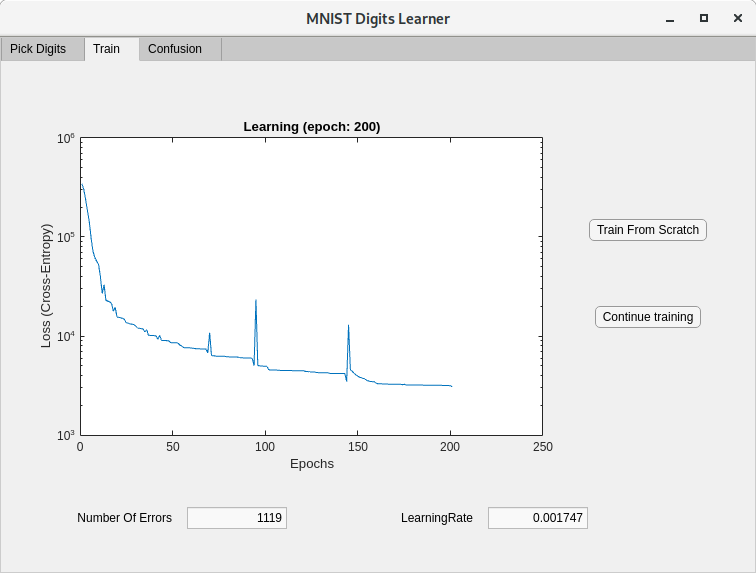 MNIST Digits Learner
Pick Digits Train Confusion
Learning (epoch: 200)
10^6
10^5
10^4
10^3
Loss (Cross-Entropy)
0 50 100 150 200 250
Epochs
Train From Scratch
Continue training
Number Of Errors 1119 LearningRate 0.001747